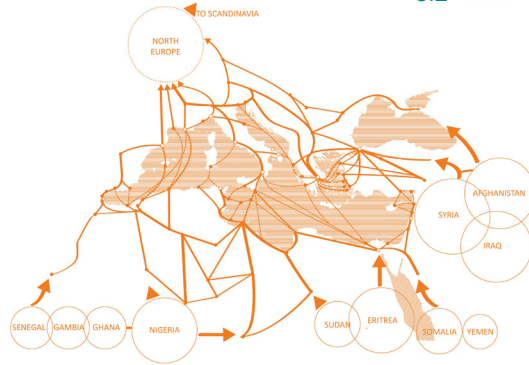 TO SCANDINAVIA
NORTH
EUROPE
AFGHANISTAN
SYRIA
IRAQ
SENEGAL
GAMBIA
GHANA
NIGERIA
SUDAN
ERITREA
SOMALIA
YEMEN